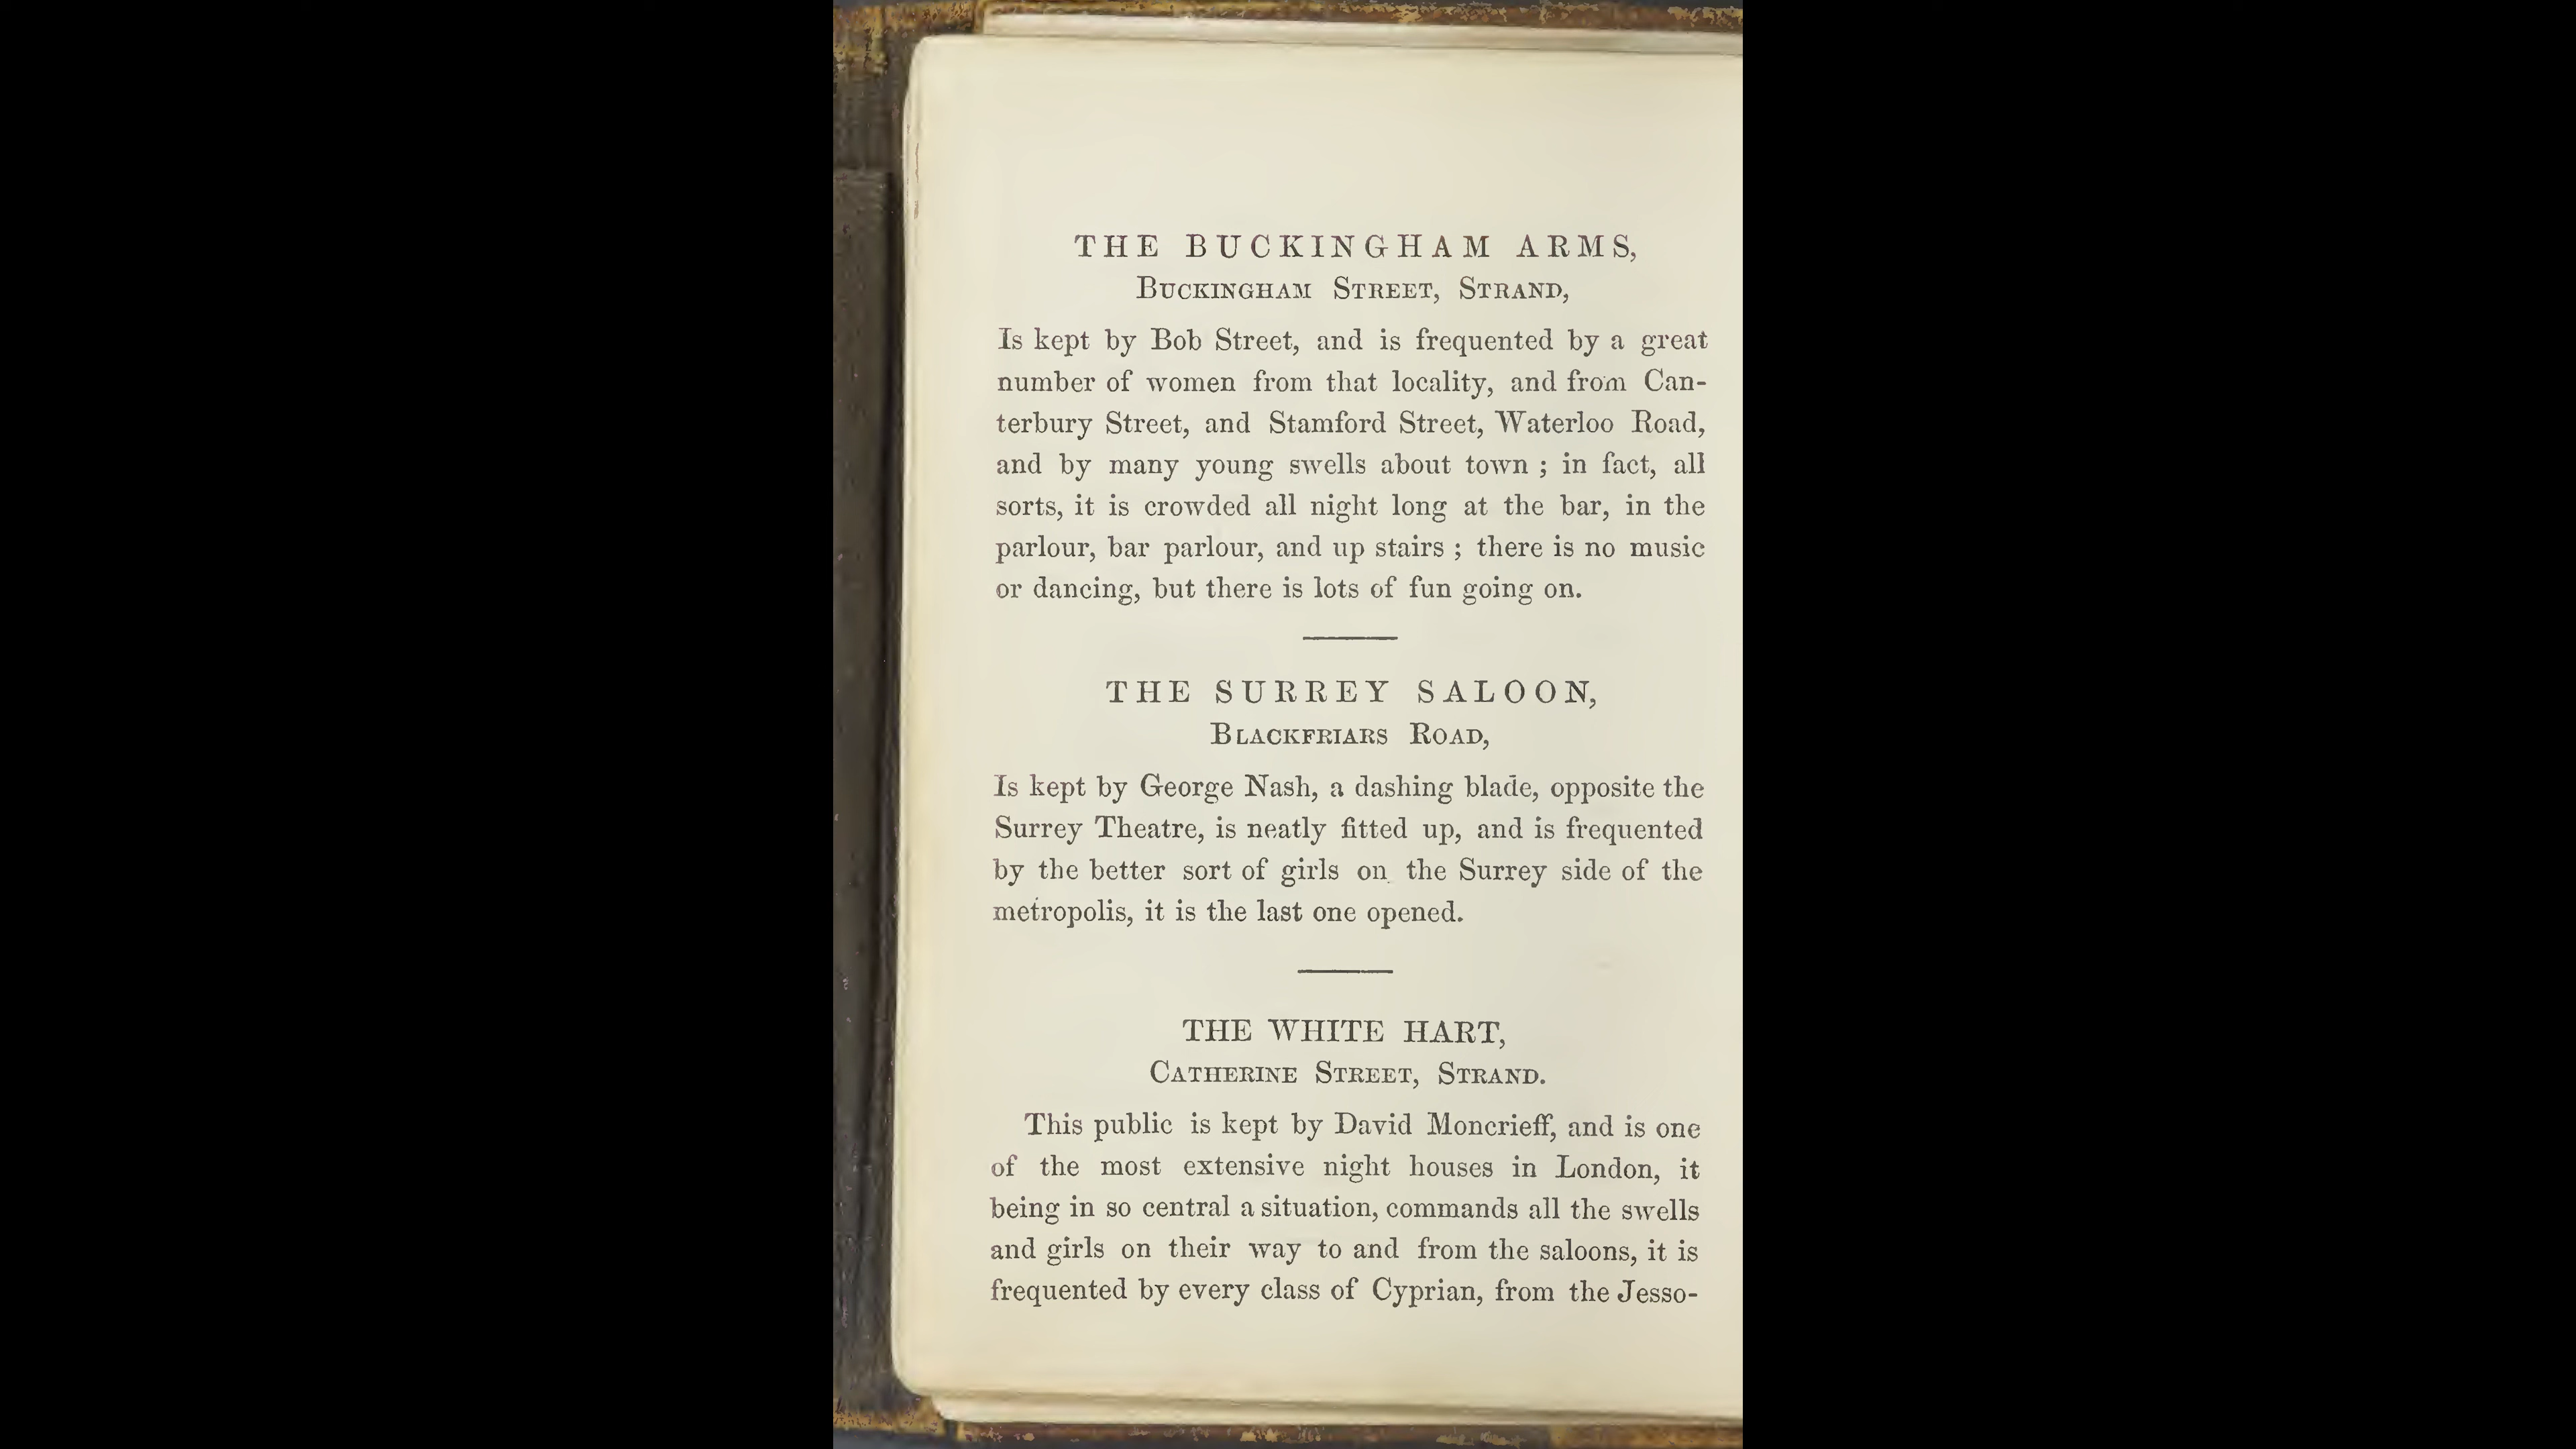 THE BUCKINGHAM ARMS,
Buckingham Street, Strand,
Is kept by Bob Street, and is frequented by a great
number of women from that locality, and from Can-
terbury Street, and Stamford Street, Waterloo Road,
and by many young swells about town ; in fact, all
sorts, it is crowded all night long at the bar, in the
parlour, bar parlour, and up stairs ; there is no music
or dancing, but there is lots of fun going on.
THE SURREY SALOON,
Blackfriars Road,
Is kept by George Nash, a dashing blade, opposite the
Surrey Theatre, is neatly fitted up, and is frequented
by the better sort of girls on the Surrey side of the
metropolis, it is the last one opened.
THE WHITE HART,
Catherine Street, Strand.
This public is kept by David Moncrieff, and is one
of the most extensive night houses in London, it
being in so central a situation, commands all the swells
and girls on their way to and from the saloons, it is
frequented by every class of Cyprian, from the Jesso-